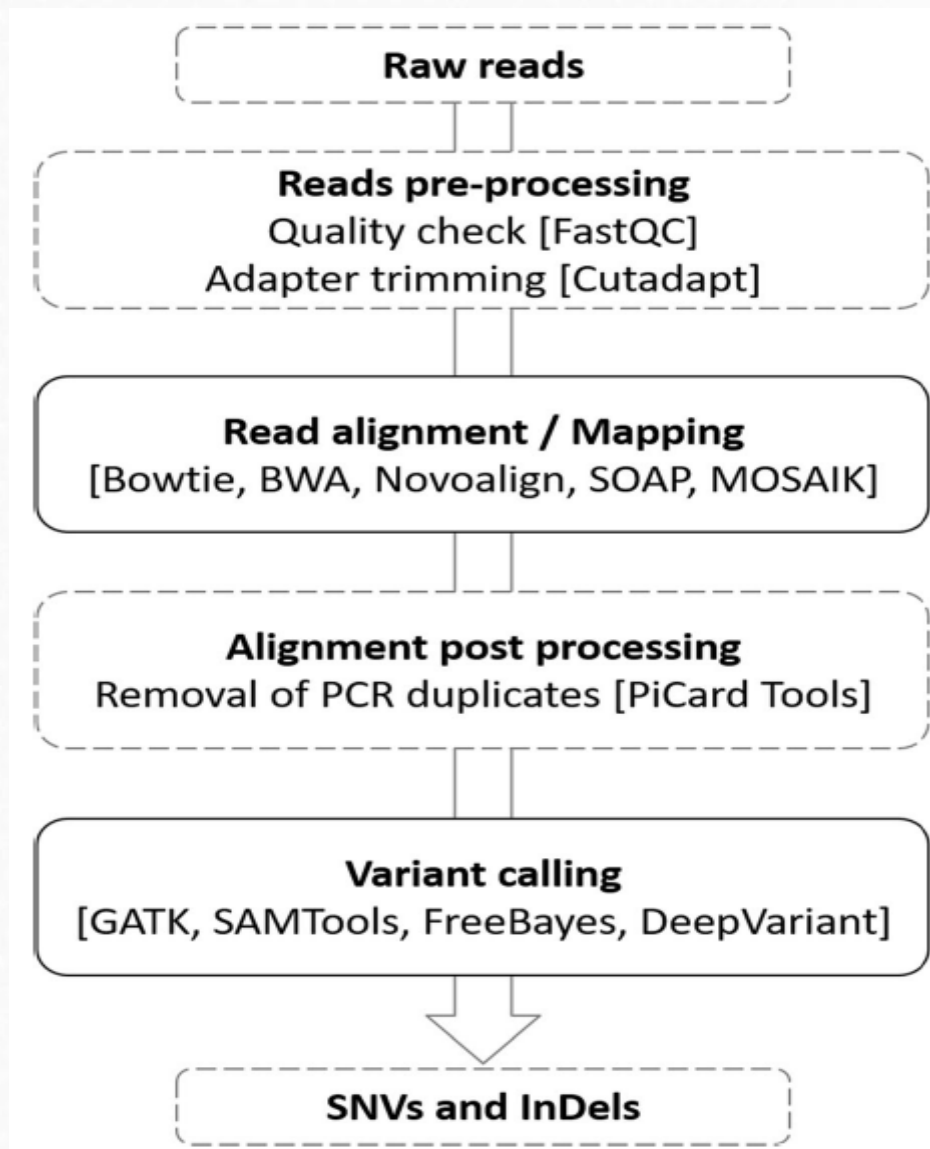 Raw reads
Reads pre-processing
Quality check [FastQC]
Adapter trimming [Cutadapt]
Read alignment / Mapping
[Bowtie, BWA, Novoalign, SOAP, MOSAIK]
Alignment post processing
Removal of PCR duplicates [PiCard Tools]
Variant calling
[GATK, SAMTools, FreeBayes, DeepVariant]
SNVs and InDels